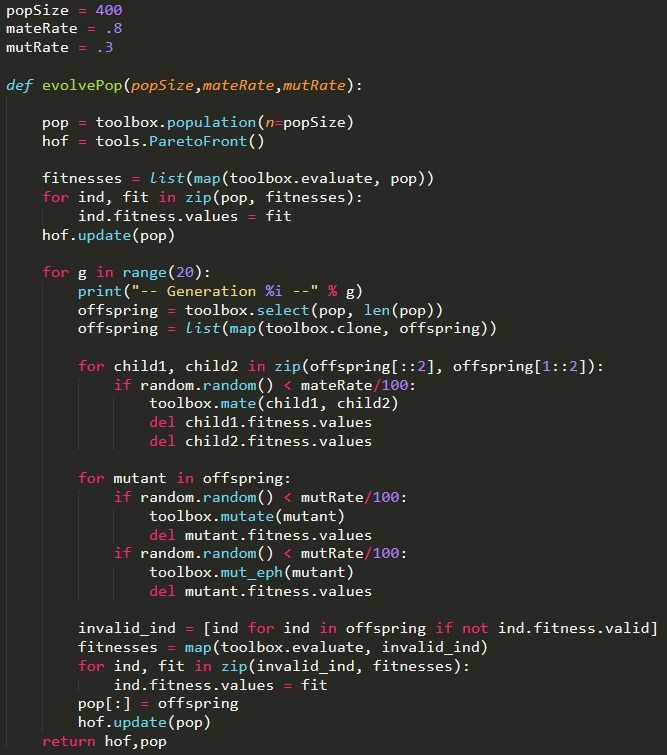 popSize = 400
mateRate = .8
mutRate = .3
def evolvePop(popSize,mateRate,mutRate):
pop = toolbox.population(n=popSize)
hof = tools.ParetoFront()
fitnesses = list(map(toolbox.evaluate, pop))
for ind, fit in zip(pop, fitnesses):
ind.fitness.values = fit
hof.update(pop)
for g in range(20):
print("-- Generation %i --" % g)
offspring = toolbox.select(pop, len(pop))
offspring = list(map(toolbox.clone, offspring))
for child1, child2 in zip(offspring[::2], offspring[1::2]):
if random.random() < mateRate/100:
toolbox.mate(child1, child2)
del child1.fitness.values
del child2.fitness.values
for mutant in offspring:
if random.random() < mutRate/100:
toolbox.mutate(mutant)
del mutant.fitness.values
if random.random() < mutRate/100:
toolbox.mut_eph(mutant)
del mutant.fitness.values
invalid_ind = [ind for ind in offspring if not ind.fitness.valid]
fitnesses = map(toolbox.evaluate, invalid_ind)
for ind, fit in zip(invalid_ind, fitnesses):
ind.fitness.values = fit
pop[:] = offspring
hof.update(pop)
return hof,pop